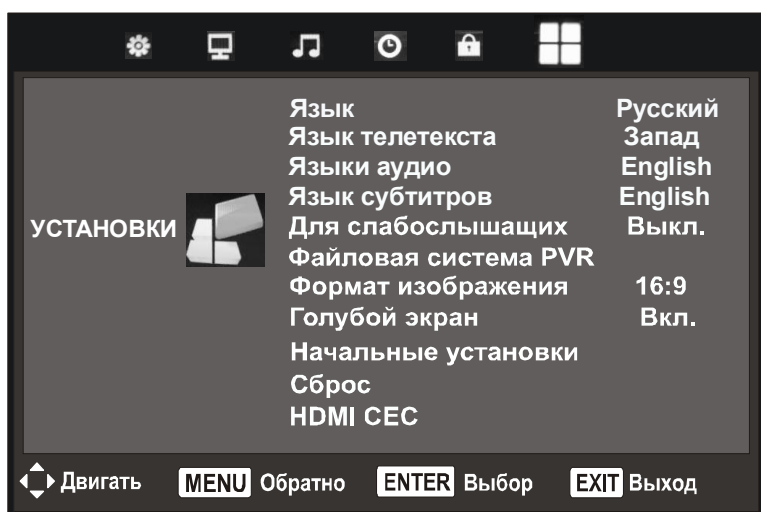 Язык Русский
Язык телетекста Запад
Языки аудио English
Язык субтитров English
УСТАНОВКИ Для слабослышащих Выкл.
Файловая система PVR
Формат изображения 16:9
Голубой экран Вкл.
Начальные установки
Сброс
HDMI CEC
Двигать MENU Обратно ENTER Выбор EXIT Выход